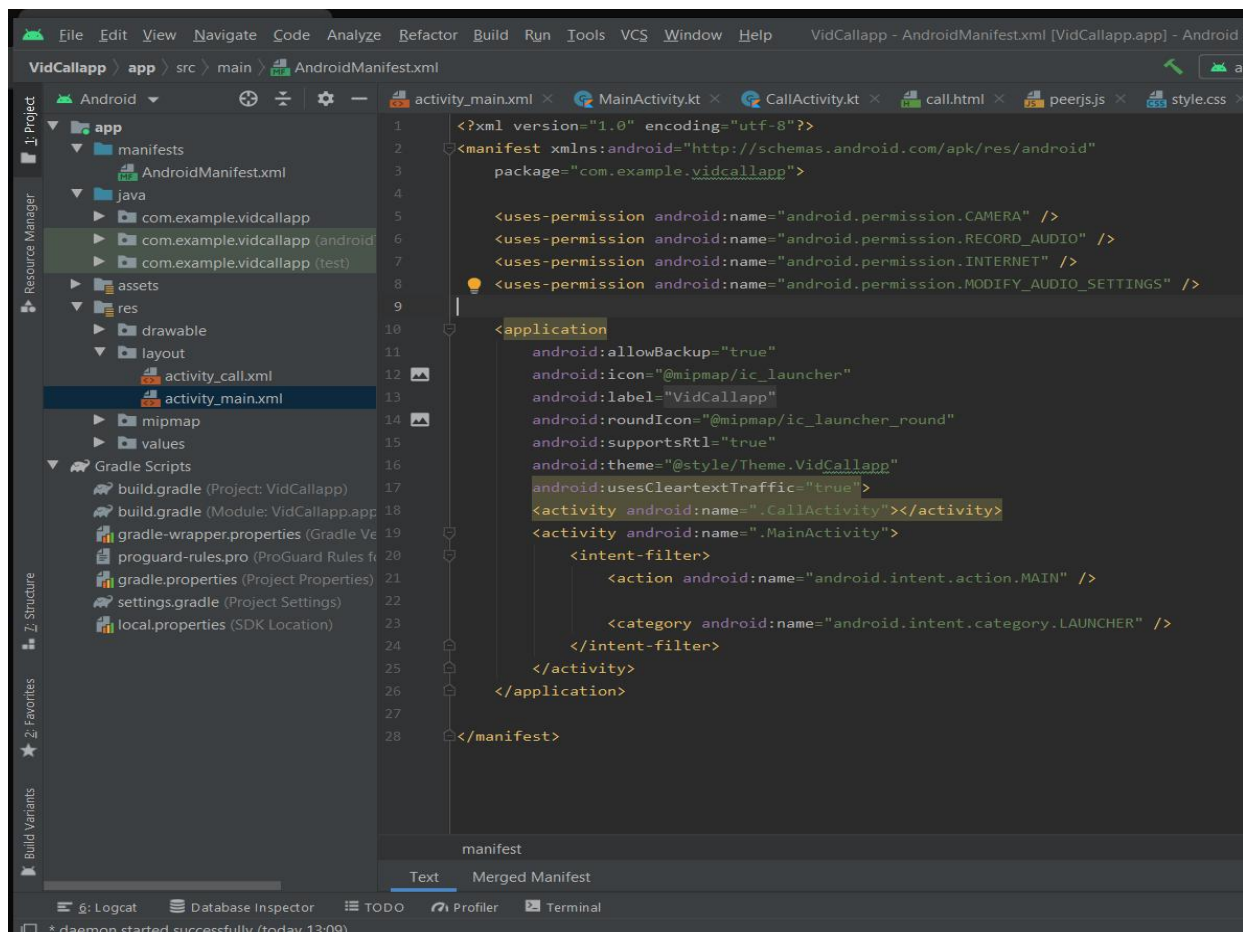 File Edit View Navigate Code Analyze Refactor Build Run Tools VCS Window Help VidCallapp - AndroidManifest.xml [VidCallapp.app] - Android
VidCallapp app src main AndroidManifest.xml
1: Project
Resource Manager
7: Structure
2: Favorites
Build Variants
Android
app
manifests
AndroidManifest.xml
java
com.example.vidcallapp
com.example.vidcallapp (android
com.example.vidcallapp (test)
assets
res
drawable
layout
activity_call.xml
activity_main.xml
mipmap
values
Gradle Scripts
build.gradle (Project: VidCallapp)
build.gradle (Module: VidCallapp.app
gradle-wrapper.properties (Gradle Ve
proguard-rules.pro (ProGuard Rules fo
gradle.properties (Project Properties)
settings.gradle (Project Settings)
local.properties (SDK Location)
activity_main.xml MainActivity.kt CallActivity.kt call.html peerjs.js style.css
1 <?xml version="1.0" encoding="utf-8"?>
2 <manifest xmlns:android="http://schemas.android.com/apk/res/android"
3 package="com.example.vidcallapp">
4
5 <uses-permission android:name="android.permission.CAMERA" />
6 <uses-permission android:name="android.permission.RECORD_AUDIO" />
7 <uses-permission android:name="android.permission.INTERNET" />
8 <uses-permission android:name="android.permission.MODIFY_AUDIO_SETTINGS" />
9
10 <application
11 android:allowBackup="true"
12 android:icon="@mipmap/ic_launcher"
13 android:label="VidCallapp"
14 android:roundIcon="@mipmap/ic_launcher_round"
15 android:supportsRtl="true"
16 android:theme="@style/Theme.VidCallapp"
17 android:usesCleartextTraffic="true">
18 <activity android:name=".CallActivity"></activity>
19 <activity android:name=".MainActivity">
20 <intent-filter>
21 <action android:name="android.intent.action.MAIN" />
22
23 <category android:name="android.intent.category.LAUNCHER" />
24 </intent-filter>
25 </activity>
26 </application>
27
28 </manifest>
manifest
Text Merged Manifest
6: Logcat Database Inspector TODO Profiler Terminal
* daemon started successfully (today 13:09)